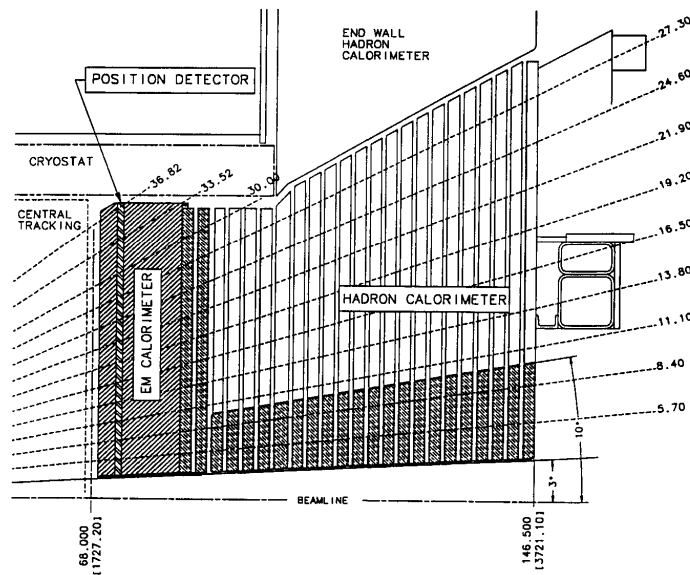 END WALL
HADRON
CALORIMETER
27.30
POSITION DETECTOR
24.60
21.90
CRYOSTAT
36.82
33.52
30.00
19.20
CENTRAL
TRACKING
16.50
EM CALORIMETER
HADRON CALORIMETER
13.80
11.10
8.40
5.70
10°
3°
BEAMLINE
68.000
[1727.20]
146.500
[3721.10]